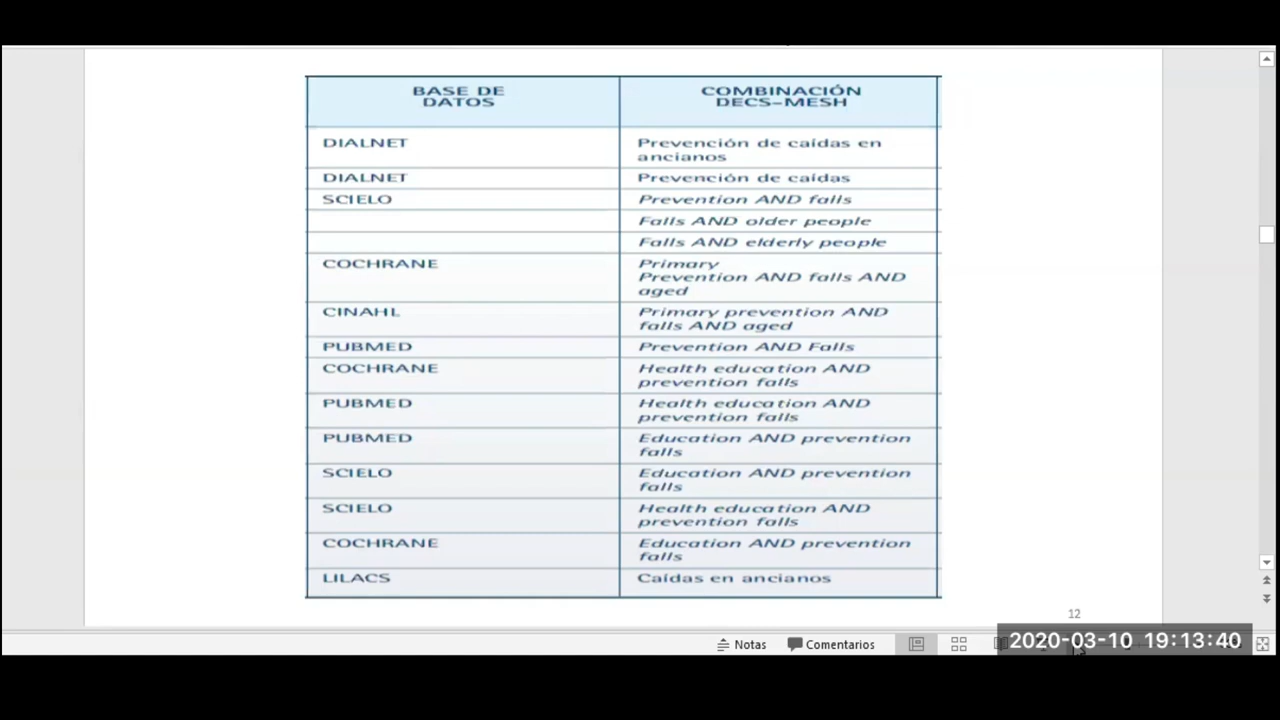 BASE DE
DATOS
COMBINACIÓN
DECS-MESH
DIALNET
Prevención de caídas en
ancianos
DIALNET
Prevención de caídas
SCIELO
Prevention AND falls
Falls AND older people
Falls AND elderly people
COCHRANE
Primary
Prevention AND falls AND
aged
CINAHL
Primary prevention AND
falls AND aged
PUBMED
Prevention AND Falls
COCHRANE
Health education AND
prevention falls
PUBMED
Health education AND
prevention falls
PUBMED
Education AND prevention
falls
SCIELO
Education AND prevention
falls
SCIELO
Health education AND
prevention falls
COCHRANE
Education AND prevention
falls
LILACS
Caídas en ancianos
12
Notas
Comentarios
2020-03-10 19:13:40